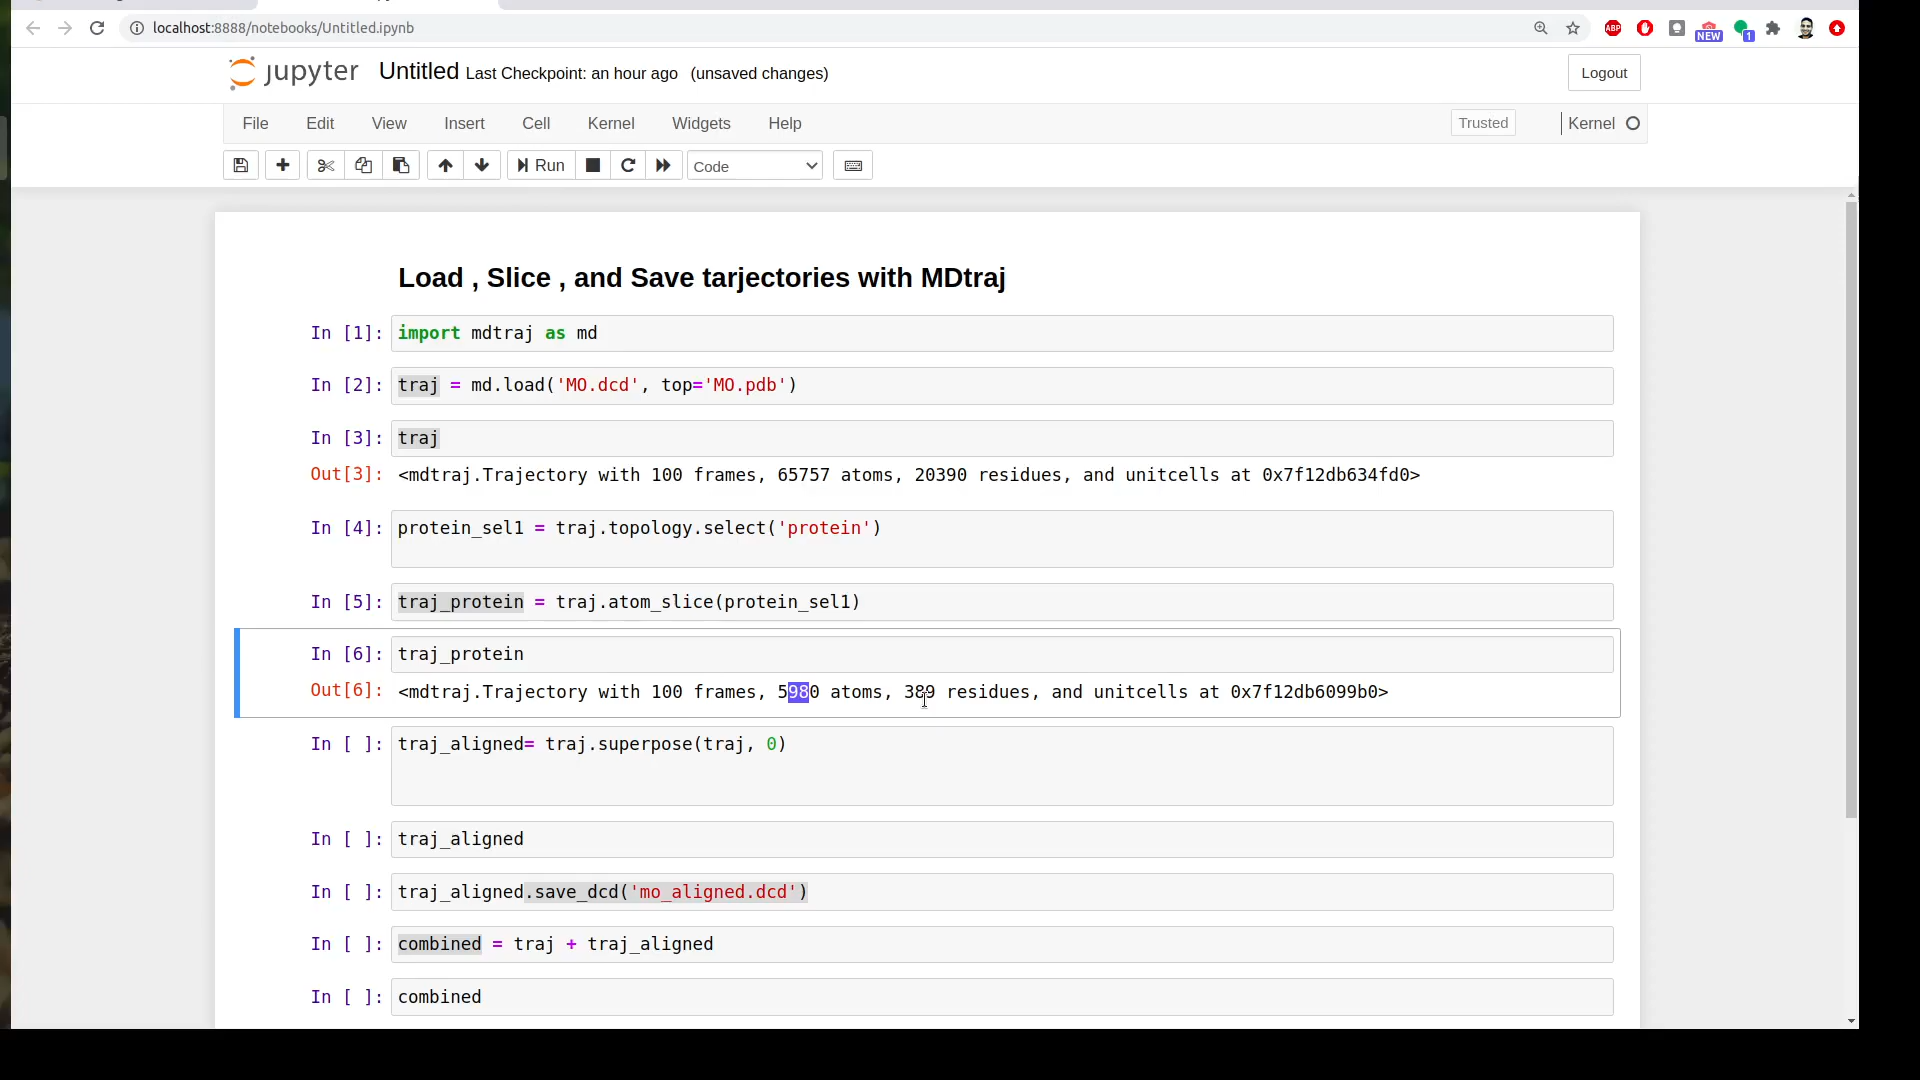 localhost:8888/notebooks/Untitled.ipynb
ABP
NEW
1
jupyter Untitled Last Checkpoint: an hour ago (unsaved changes)
Logout
File Edit View Insert Cell Kernel Widgets Help
Trusted
Kernel
Run
Code
Load , Slice , and Save tarjectories with MDtraj
In [1]: import mdtraj as md
In [2]: traj = md.load('MO.dcd', top='MO.pdb')
In [3]: traj
Out[3]: <mdtraj.Trajectory with 100 frames, 65757 atoms, 20390 residues, and unitcells at 0x7f12db634fd0>
In [4]: protein_sel1 = traj.topology.select('protein')
In [5]: traj_protein = traj.atom_slice(protein_sel1)
In [6]: traj_protein
Out[6]: <mdtraj.Trajectory with 100 frames, 5980 atoms, 389 residues, and unitcells at 0x7f12db6099b0>
In [ ]: traj_aligned= traj.superpose(traj, 0)
In [ ]: traj_aligned
In [ ]: traj_aligned.save_dcd('mo_aligned.dcd')
In [ ]: combined = traj + traj_aligned
In [ ]: combined